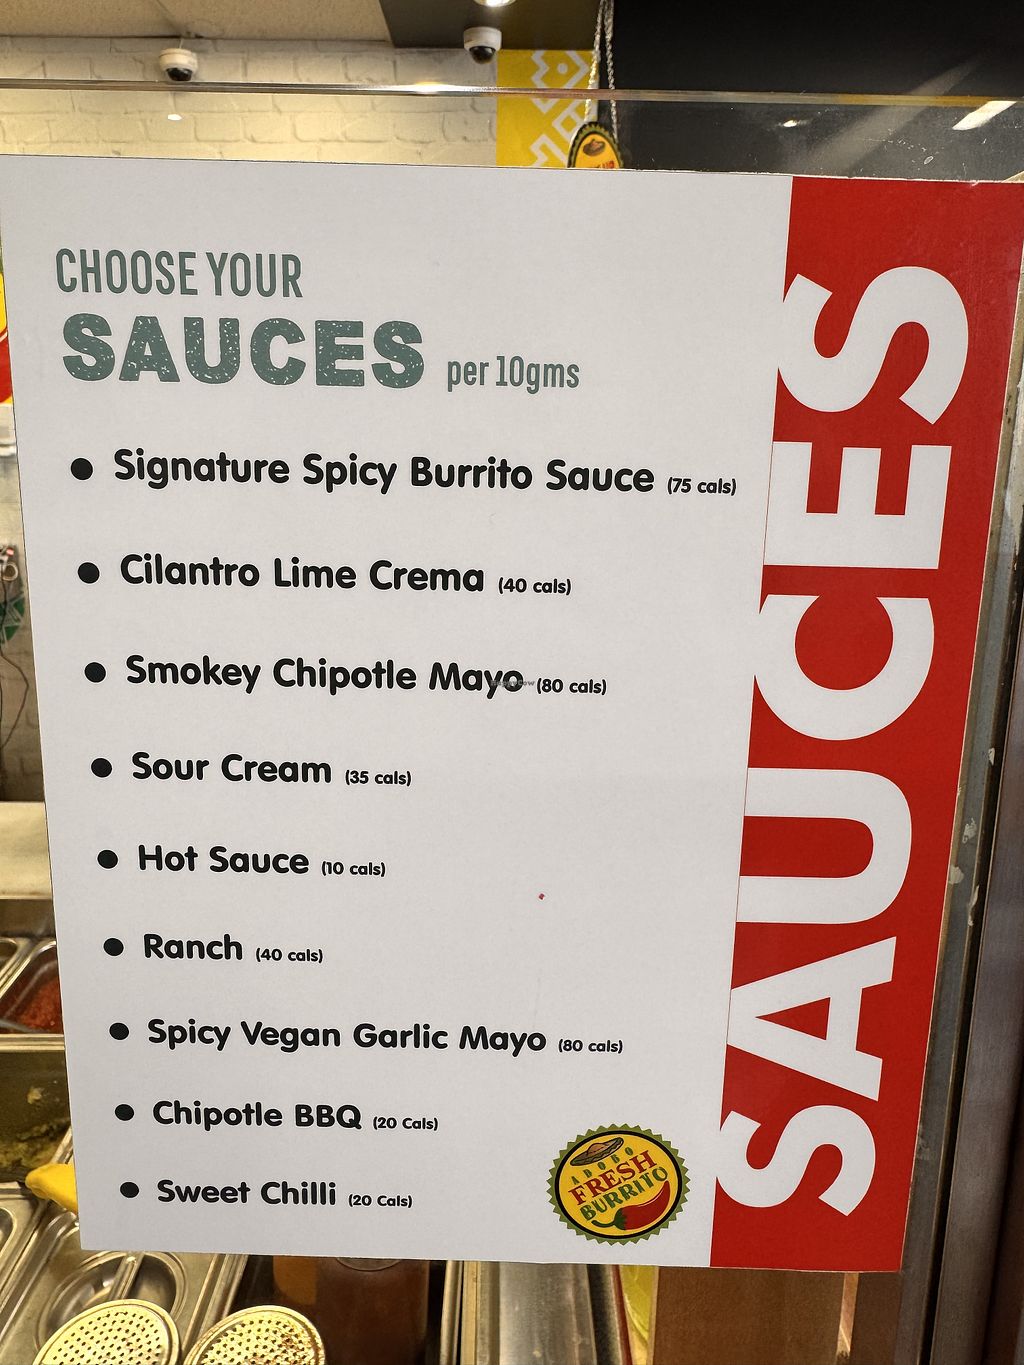 CHOOSE YOUR
SAUCES per 10gms
● Signature Spicy Burrito Sauce (75 cals)
● Cilantro Lime Crema (40 cals)
● Smokey Chipotle Mayo (80 cals)
● Sour Cream (35 cals)
● Hot Sauce (10 cals)
● Ranch (40 cals)
● Spicy Vegan Garlic Mayo (80 cals)
● Chipotle BBQ (20 Cals)
● Sweet Chilli (20 Cals)
ADOBO
FRESH
BURRITO
SAUCES